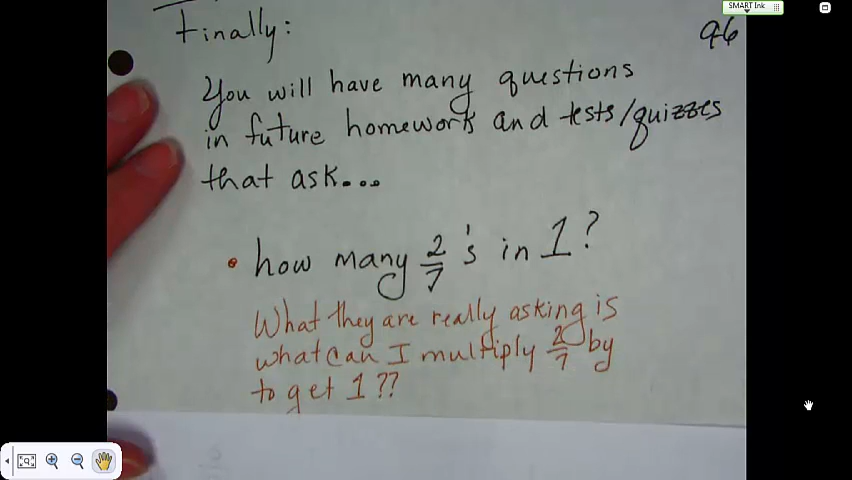 SMART Ink
Finally:
96
You will have many questions
in future homework and tests/quizzes
that ask...
• how many 2/7's in 1?
What they are really asking is
what can I multiply 2/7 by
to get 1??